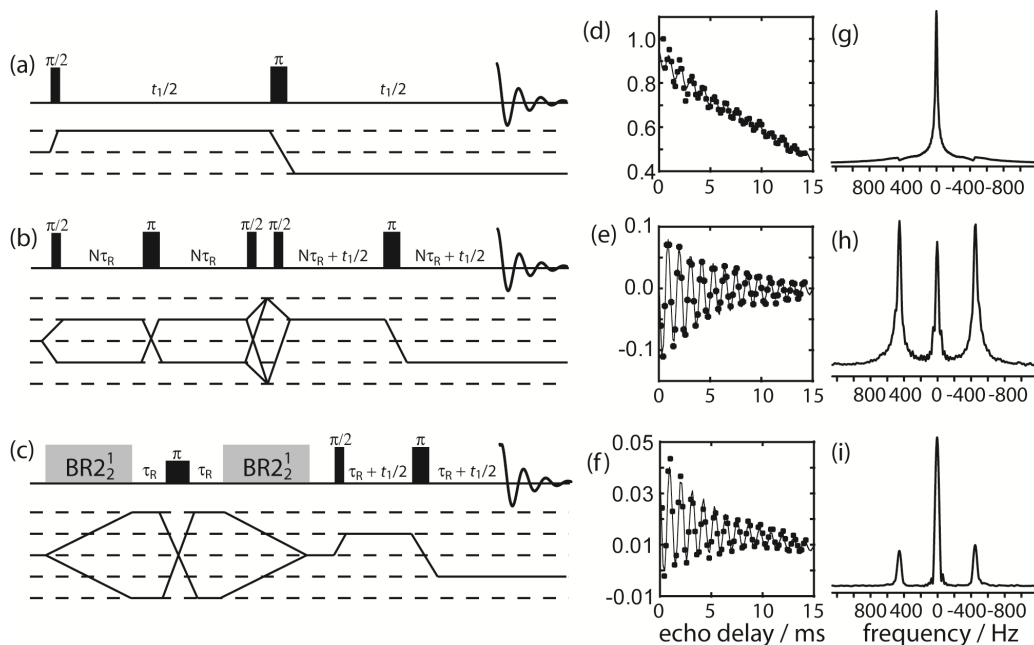 (a)
π/2 π
t₁/2 t₁/2
(b)
π/2 π π/2 π/2 π
NτR NτR NτR + t₁/2 NτR + t₁/2
(c)
BR2₂¹ τR π τR BR2₂¹ π/2 τR + t₁/2 π τR + t₁/2
(d)
1.0
0.8
0.6
0.4
0 5 10 15
(e)
0.1
0.0
-0.1
0 5 10 15
(f)
0.05
0.03
0.01
-0.01
0 5 10 15
echo delay / ms
(g)
800 400 0 -400 -800
(h)
800 400 0 -400 -800
(i)
800 400 0 -400 -800
frequency / Hz